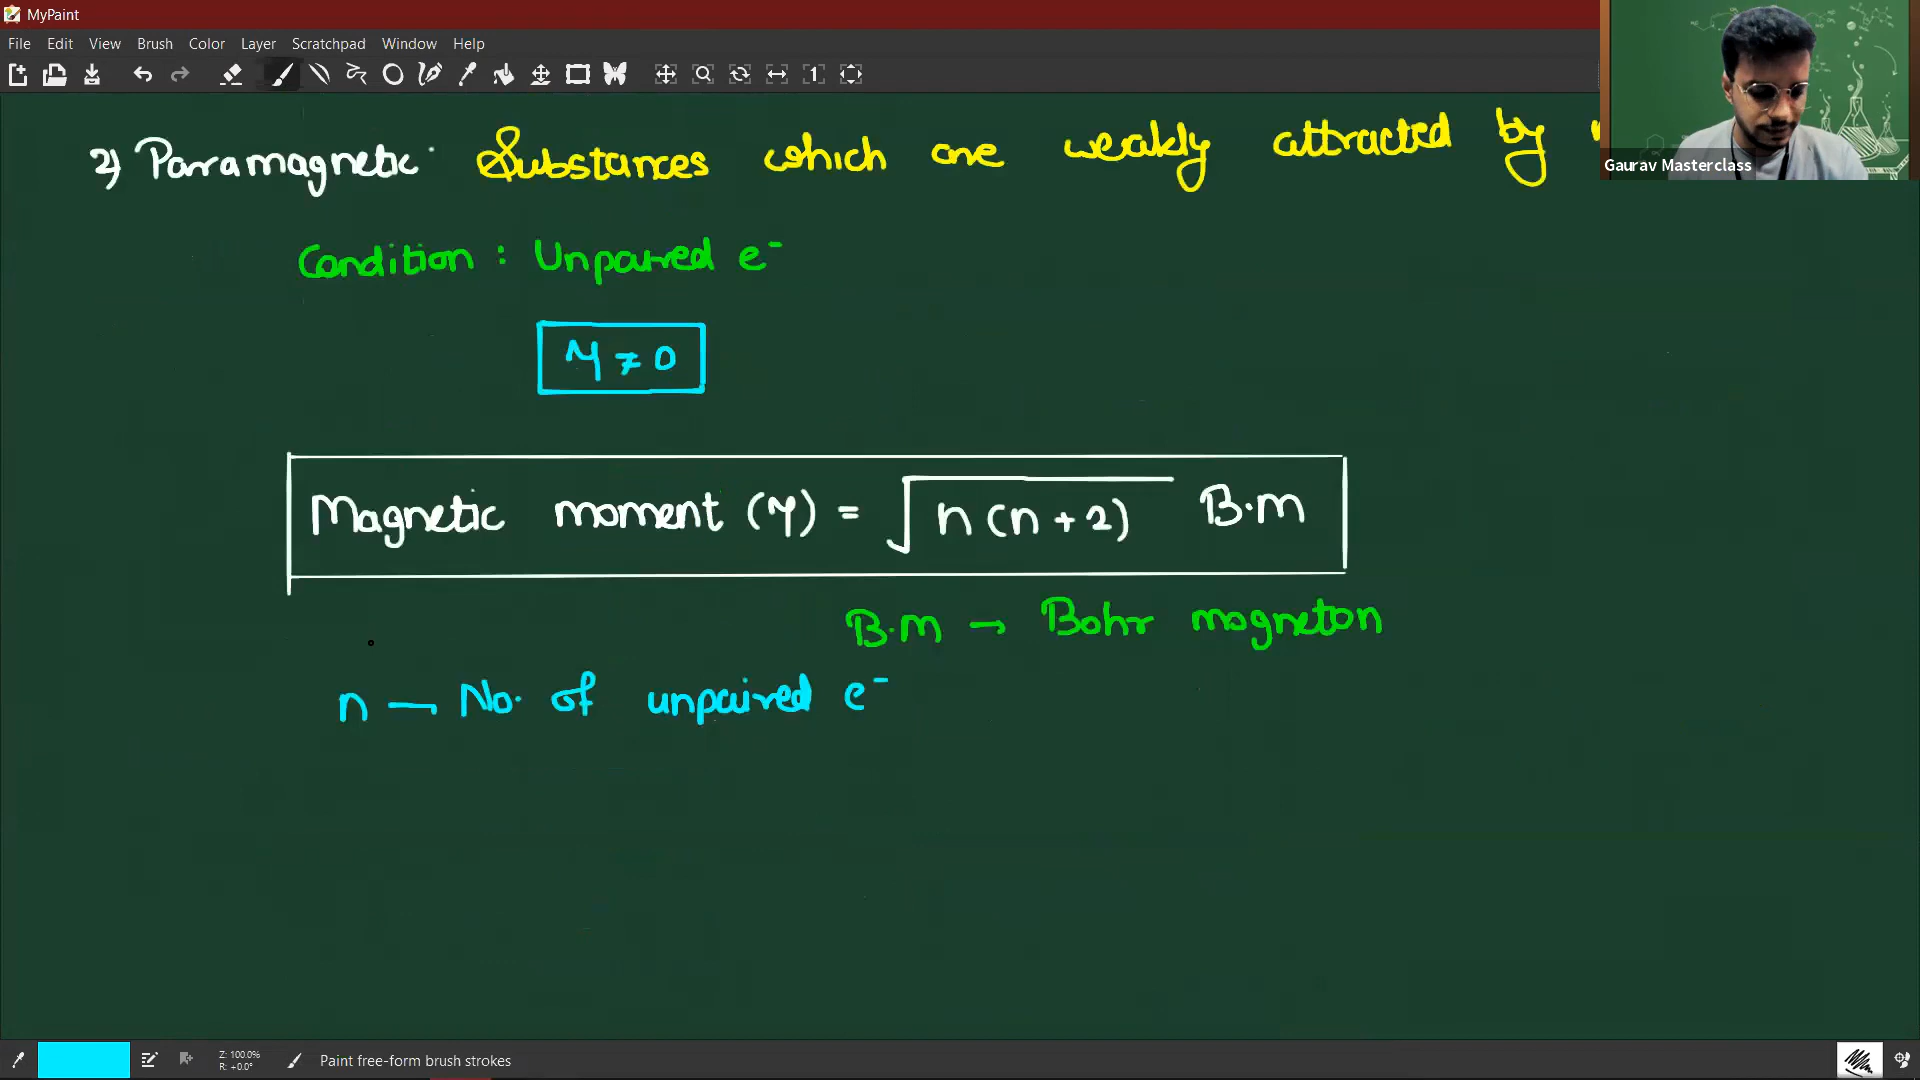 MyPaint
File Edit View Brush Color Layer Scratchpad Window Help
Gaurav Masterclass
2) Parramagnetic Substances which are weakly attracted by
Condition : Unpaired e⁻
μ ≠ 0
Magnetic moment (μ) = √n(n+2) B.M
B.M → Bohr magneton
n — No. of unpaired e⁻
Z: 100.0%
R: +0.0°
Paint free-form brush strokes